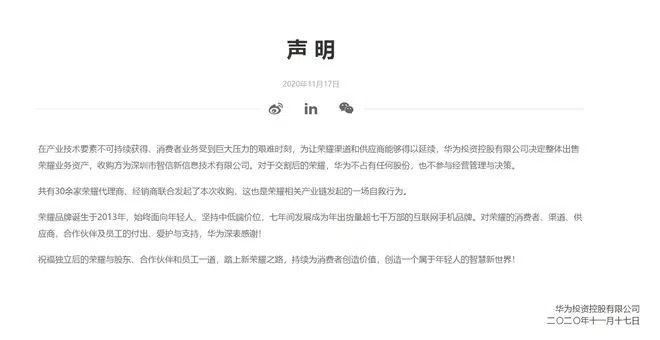 声 明
2020年11月17日
在产业技术要素不可持续获得、消费者业务受到巨大压力的艰难时刻，为让荣耀渠道和供应商能够得以延续，华为投资控股有限公司决定整体出售
荣耀业务资产，收购方为深圳市智信新信息技术有限公司。对于交割后的荣耀，华为不占有任何股份，也不参与经营管理与决策。
共有30余家荣耀代理商、经销商联合发起了本次收购，这也是荣耀相关产业链发起的一场自救行为。
荣耀品牌诞生于2013年，始终面向年轻人，坚持中低端价位，七年间发展成为年出货量超七千万部的互联网手机品牌。对荣耀的消费者、渠道、供
应商、合作伙伴及员工的付出、爱护与支持，华为深表感谢！
祝福独立后的荣耀与股东、合作伙伴和员工一道，踏上新荣耀之路，持续为消费者创造价值，创造一个属于年轻人的智慧新世界！
华为投资控股有限公司
二〇二〇年十一月十七日